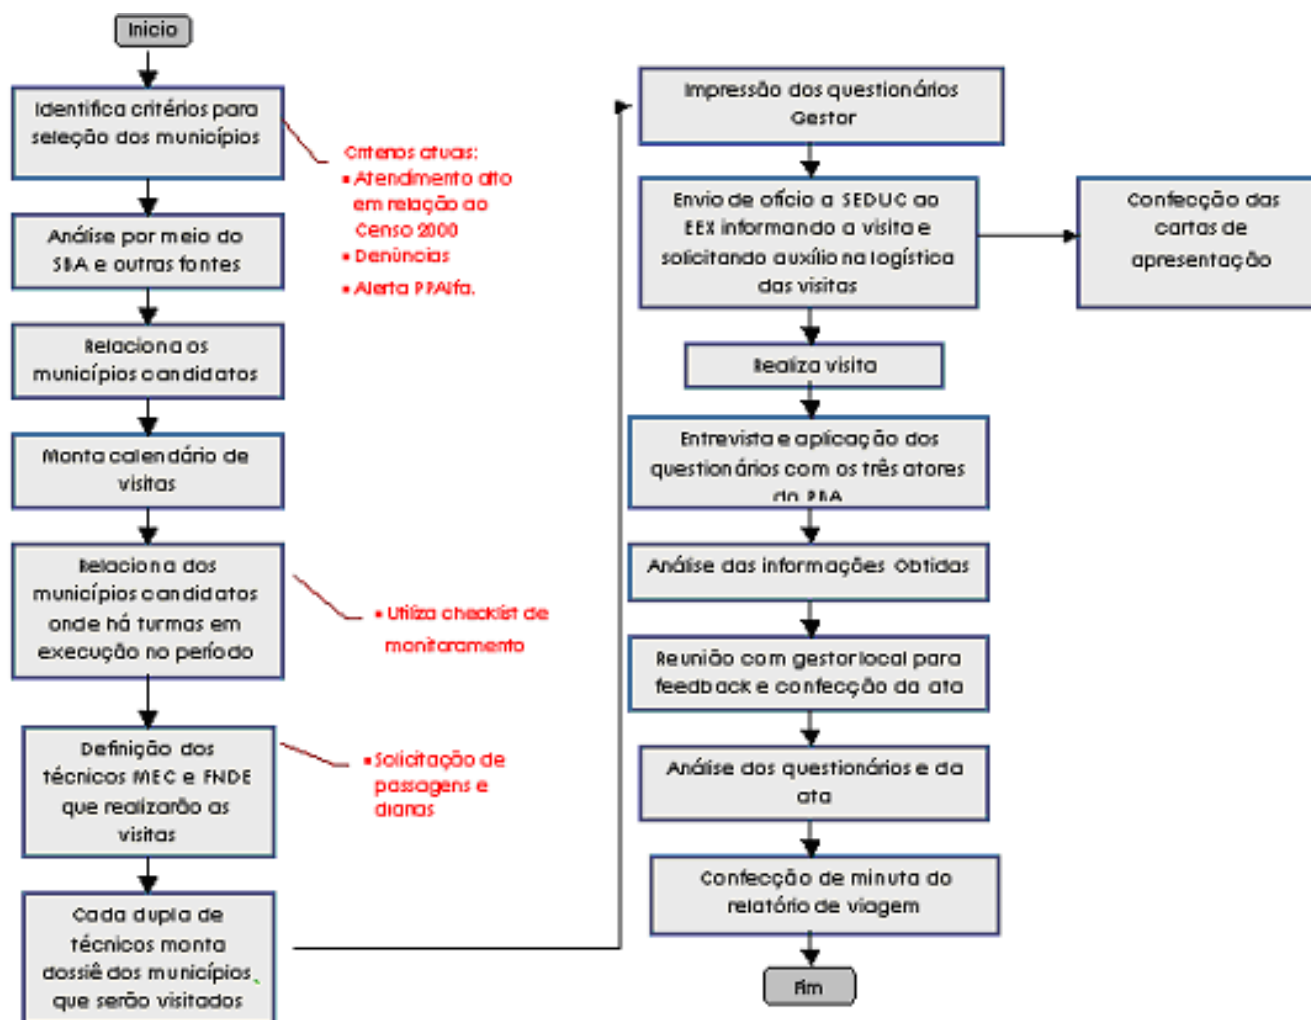 Inicio
Identifica critérios para
seleção dos municípios
Criterios atuais:
• Atendimento alto
em relação ao
Censo 2000
• Denúncias
• Alerta PPAlfa.
Análise por meio do
SBA e outras fontes
Relaciona os
municípios candidatos
Monta calendário de
visitas
Relaciona dos
municípios candidatos
onde há turmas em
execução no período
• Utiliza checklist de
monitaramento
Definição dos
técnicos MEC e FNDE
que realizarão as
visitas
• Solicitação de
passagens e
diarias
Cada dupla de
técnicos monta
dossiê dos municípios
que serão visitados
Impressão dos questionários
Gestor
Envio de ofício a SEDUC ao
EEX informando a visita e
solicitando auxílio na logística
das visitas
Confecção das
cartas de
apresentação
Realiza visita
Entrevista e aplicação dos
questionários com os três atores
do PBA
Análise das informações Obtidas
Reunião com gestor local para
feedback e confecção da ata
Análise dos questionários e da
ata
Confecção de minuta do
relatório de viagem
Fim